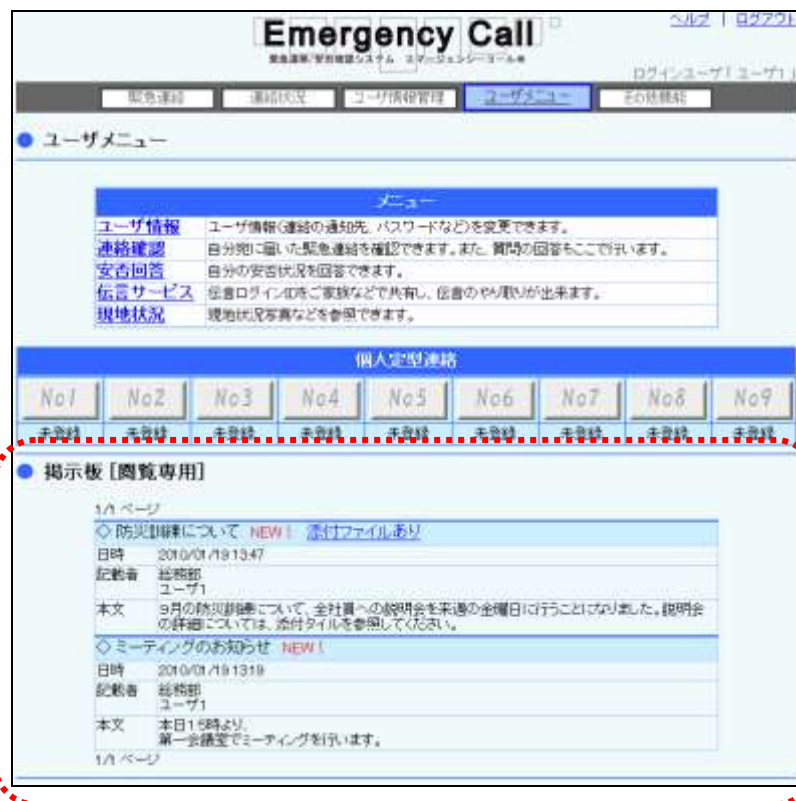 ヘルプ | ログアウト
Emergency Call
緊急連絡/安否確認システム エマージェンシーコール®
ログインユーザ[ユーザ1]
緊急連絡 連絡状況 ユーザ情報管理 ユーザメニュー その他機能
ユーザメニュー
メニュー
ユーザ情報 ユーザ情報(連絡の通知先、パスワードなど)を変更できます。
連絡確認 自分宛に届いた緊急連絡を確認できます。また、質問の回答もここで行います。
安否回答 自分の安否状況を回答できます。
伝言サービス 伝言ログインIDをご家族などで共有し、伝言のやり取りが出来ます。
現地状況 現地状況写真などを参照できます。
個人定型連絡
No1 No2 No3 No4 No5 No6 No7 No8 No9
未登録 未登録 未登録 未登録 未登録 未登録 未登録 未登録 未登録
掲示板 [閲覧専用]
1/1 ページ
◇ 防災訓練について NEW! 添付ファイルあり
日時 2010/01/19 13:47
記載者 総務部
ユーザ1
本文 9月の防災訓練について、全社員への説明会を来週の金曜日に行うことになりました。説明会
の詳細については、添付タイルを参照してください。
◇ ミーティングのお知らせ NEW!
日時 2010/01/19 13:19
記載者 総務部
ユーザ1
本文 本日15時より、
第一会議室でミーティングを行います。
1/1 ページ